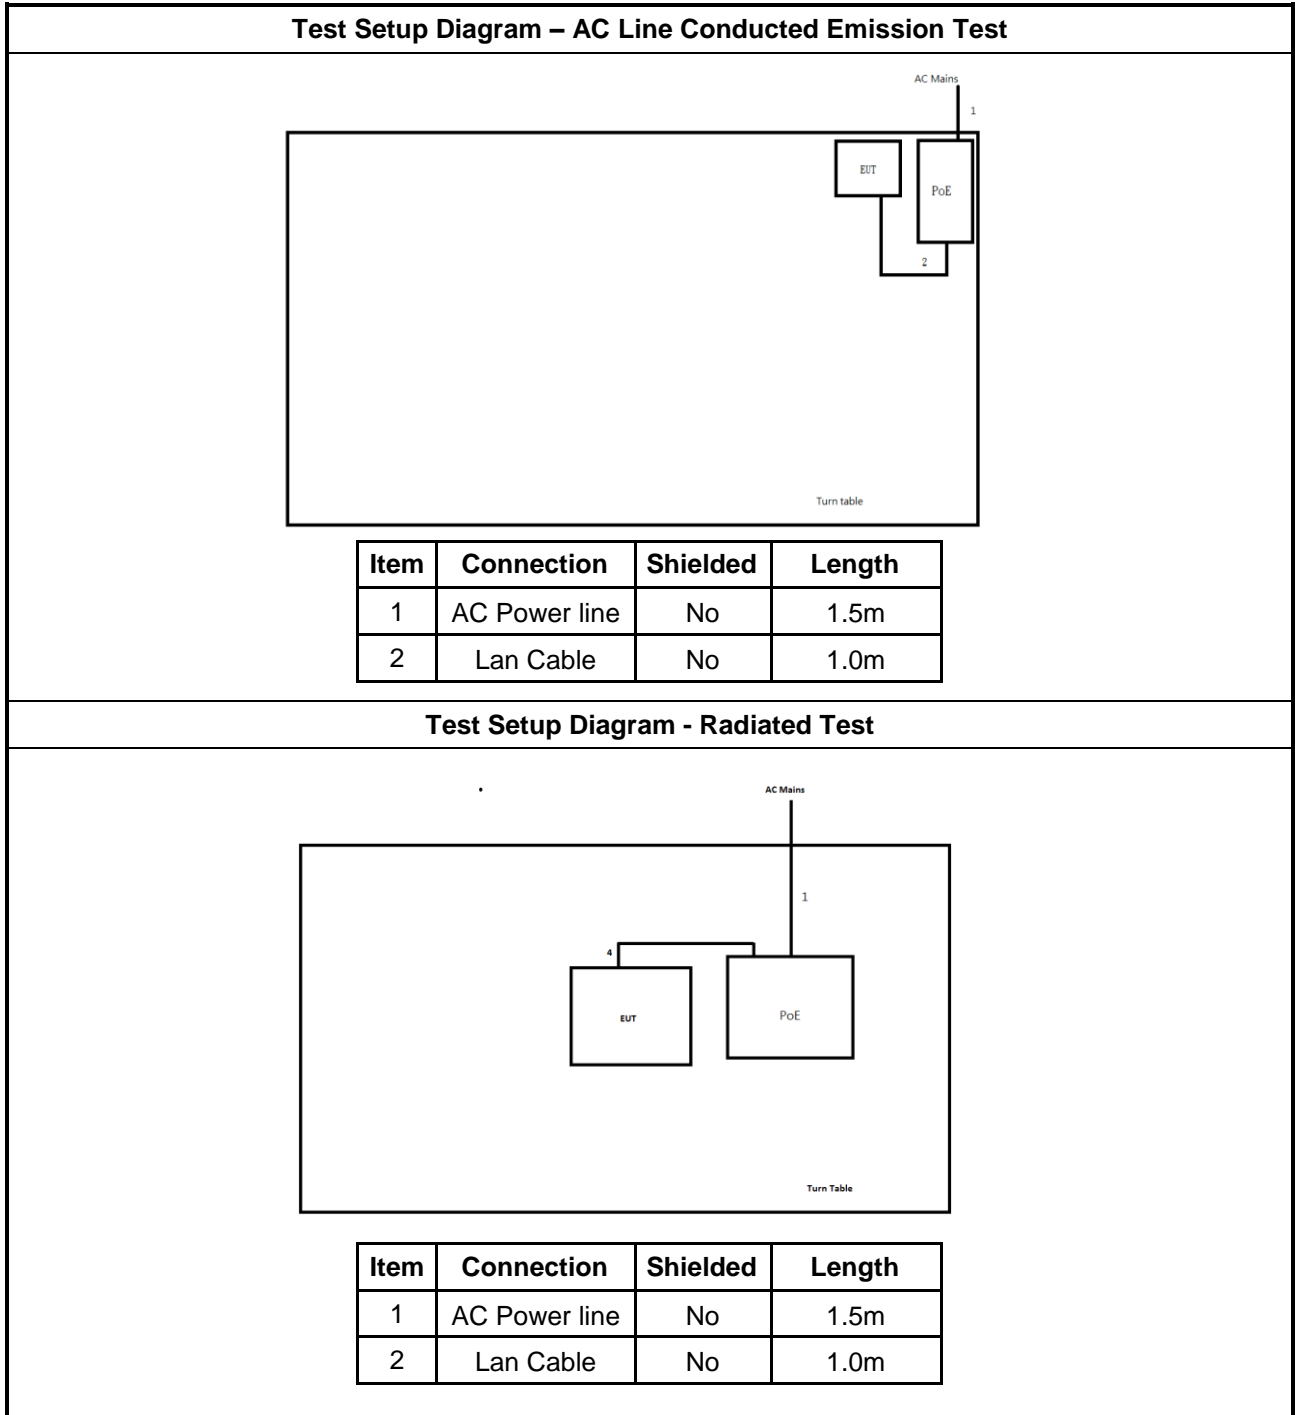 Test Setup Diagram – AC Line Conducted Emission Test
AC Mains
1
EUT
PoE
2
Turn table
Item Connection Shielded Length
1 AC Power line No 1.5m
2 Lan Cable No 1.0m
Test Setup Diagram - Radiated Test
AC Mains
1
4
EUT
PoE
Turn Table
Item Connection Shielded Length
1 AC Power line No 1.5m
2 Lan Cable No 1.0m